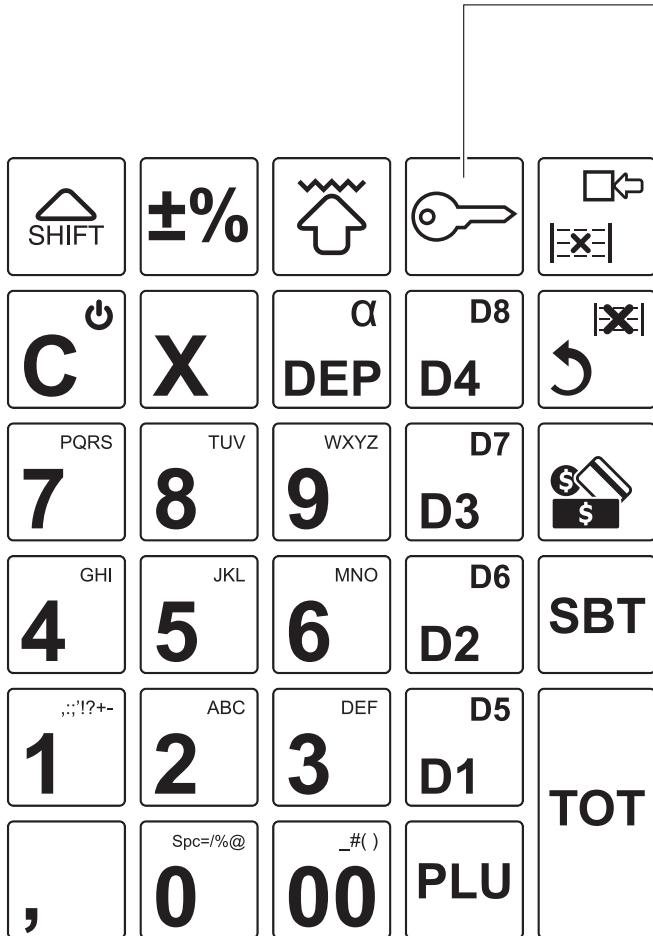 SHIFT
±%
C
X
α
DEP
D8
D4
PQRS
7
TUV
8
WXYZ
9
D7
D3
$
$
GHI
4
JKL
5
MNO
6
D6
D2
SBT
,:;'!?+-
1
ABC
2
DEF
3
D5
D1
TOT
,
Spc=/%@
0
_#( )
00
PLU